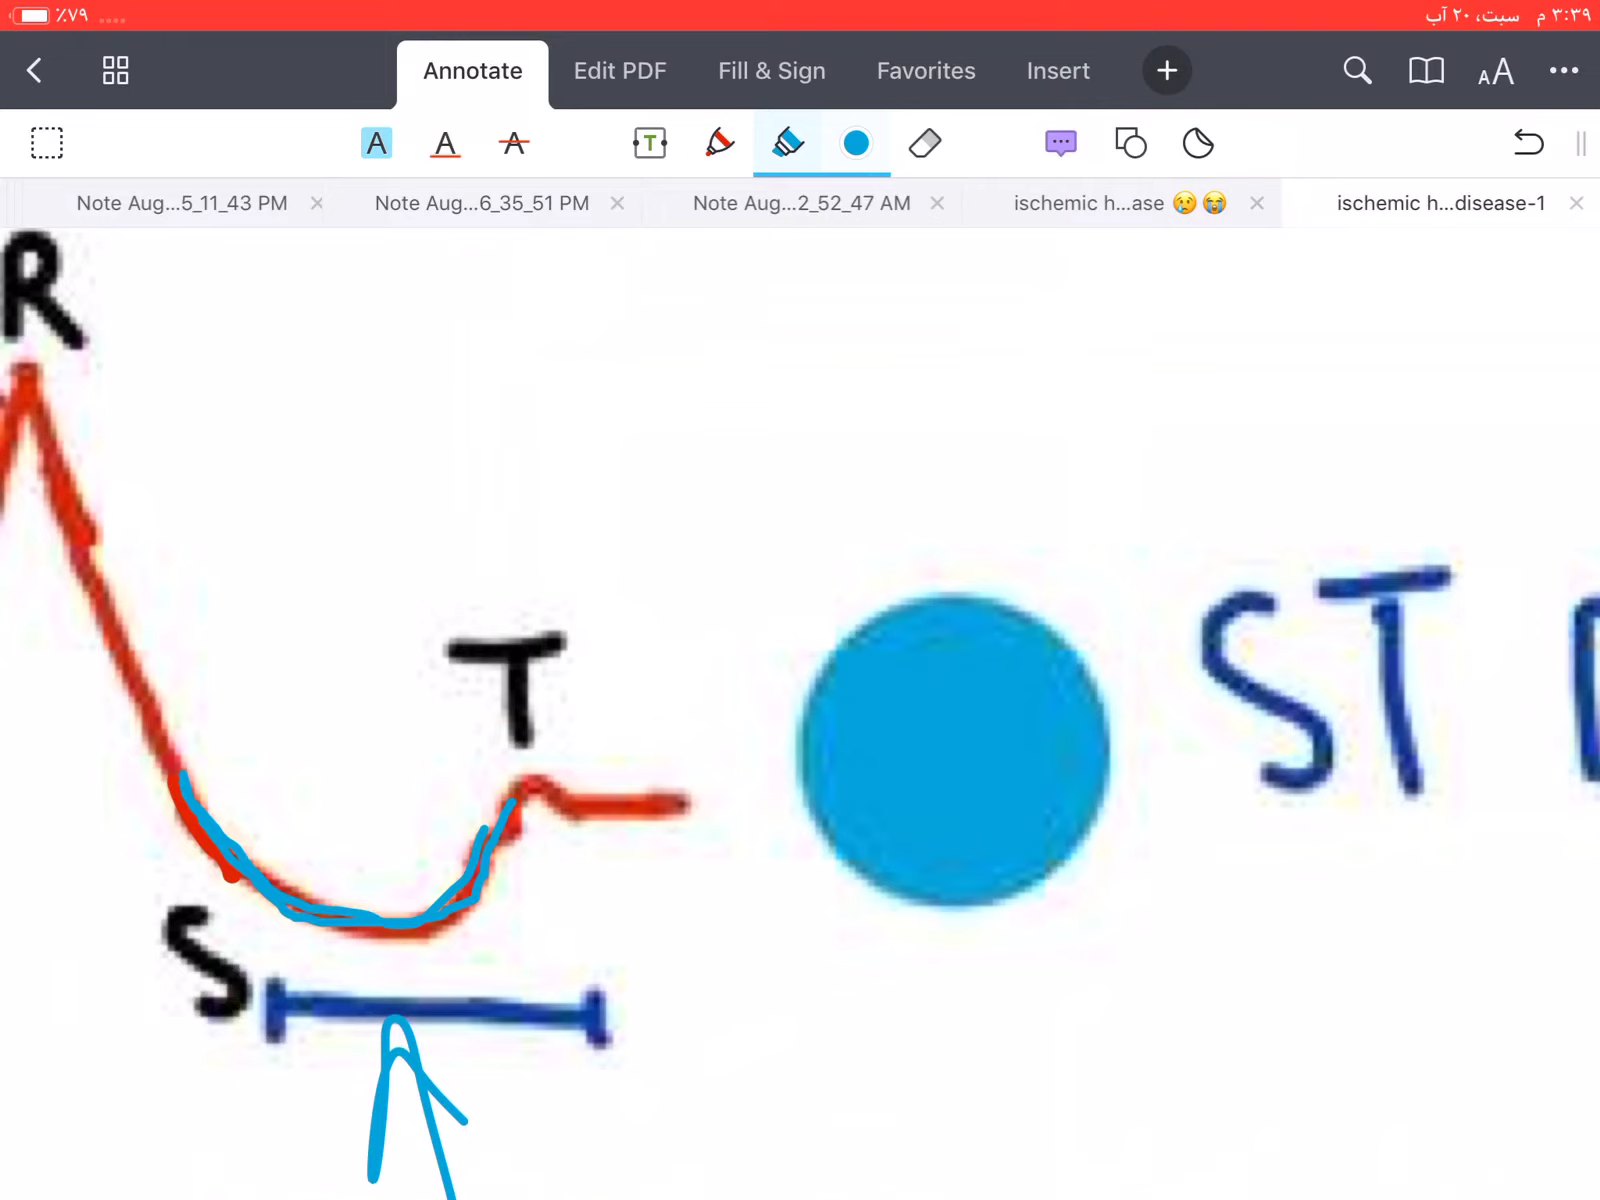 ٪٧٩ ٣:٣٩ م سبت، ٢٠ آب
Annotate Edit PDF Fill & Sign Favorites Insert
A A A T
Note Aug...5_11_43 PM Note Aug...6_35_51 PM Note Aug...2_52_47 AM ischemic h...ase 😢 😭 ischemic h...disease-1
R
T
ST
S